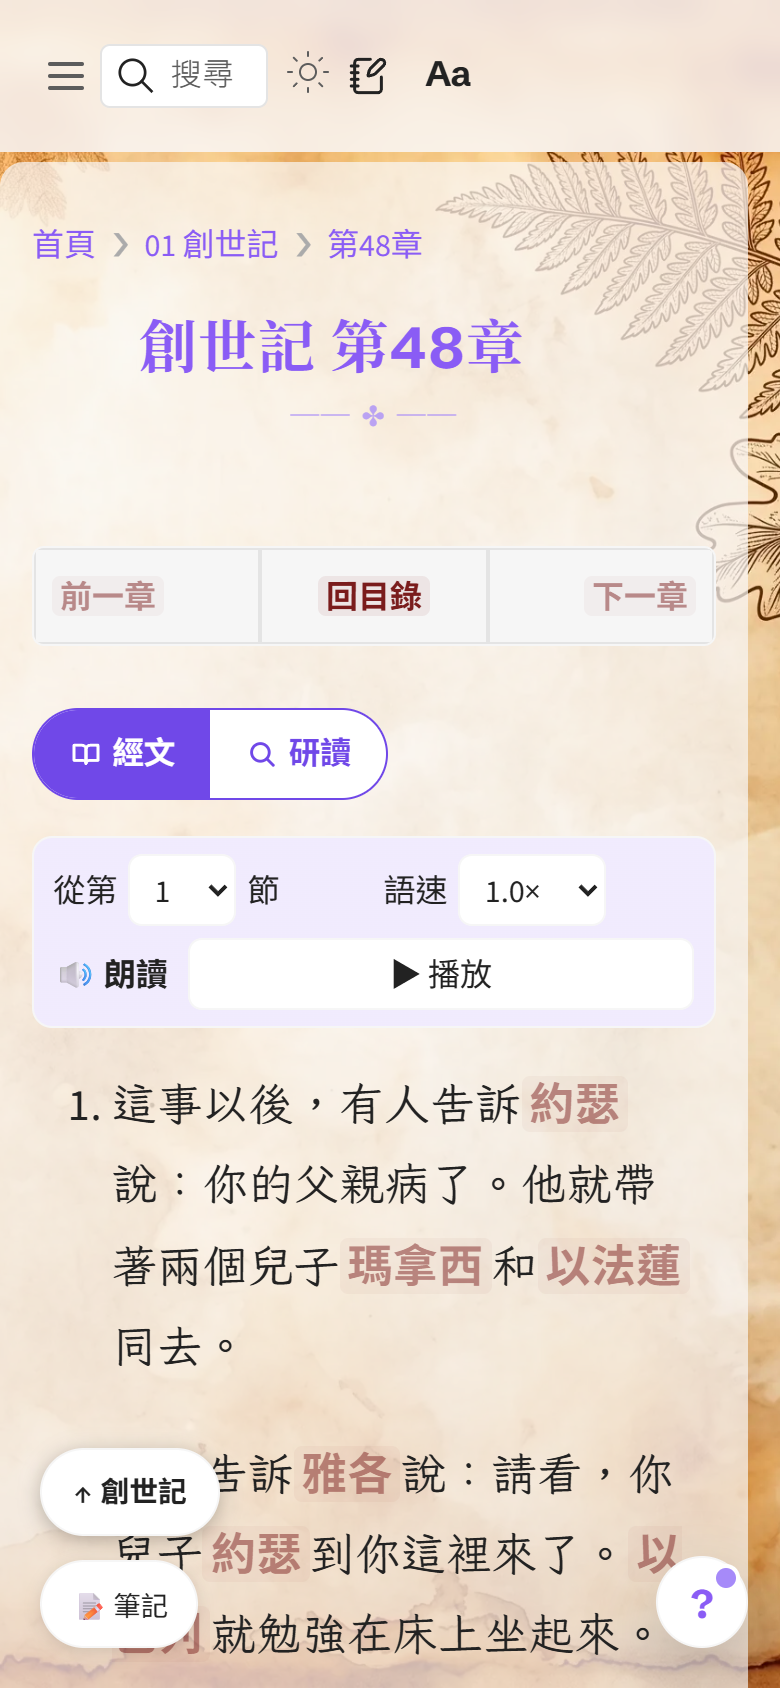 搜尋
Aa
首頁 > 01 創世記 > 第48章
創世記 第48章
前一章 回目錄 下一章
經文 研讀
從第 1 節 語速 1.0×
朗讀 ▶ 播放
1. 這事以後，有人告訴 約瑟
說：你的父親病了。他就帶
著兩個兒子 瑪拿西 和 以法蓮
同去。
告訴 雅各 說：請看，你
兒子 約瑟 到你這裡來了。 以
就勉強在床上坐起來。
↑ 創世記
筆記
?